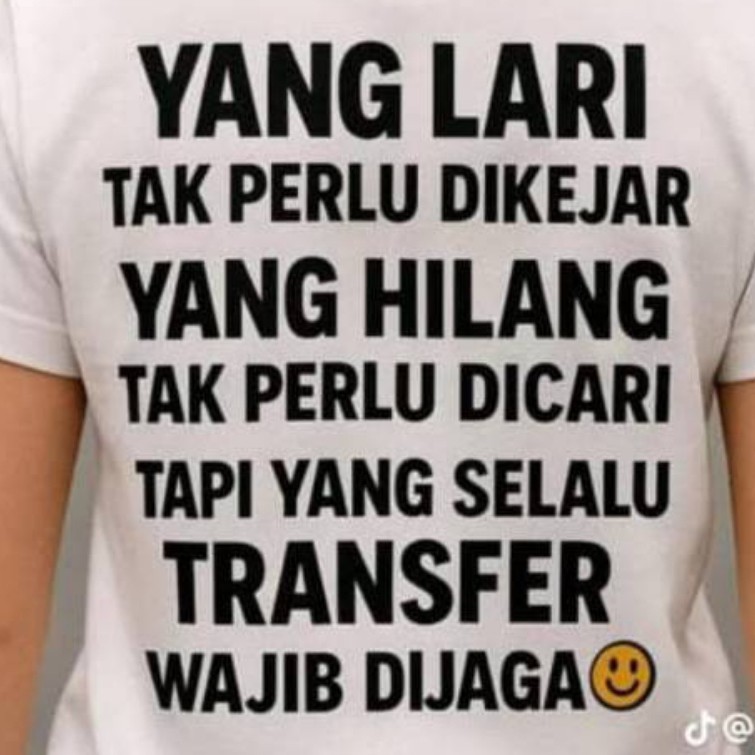 YANG LARI
TAK PERLU DIKEJAR
YANG HILANG
TAK PERLU DICARI
TAPI YANG SELALU
TRANSFER
WAJIB DIJAGA🙂
@